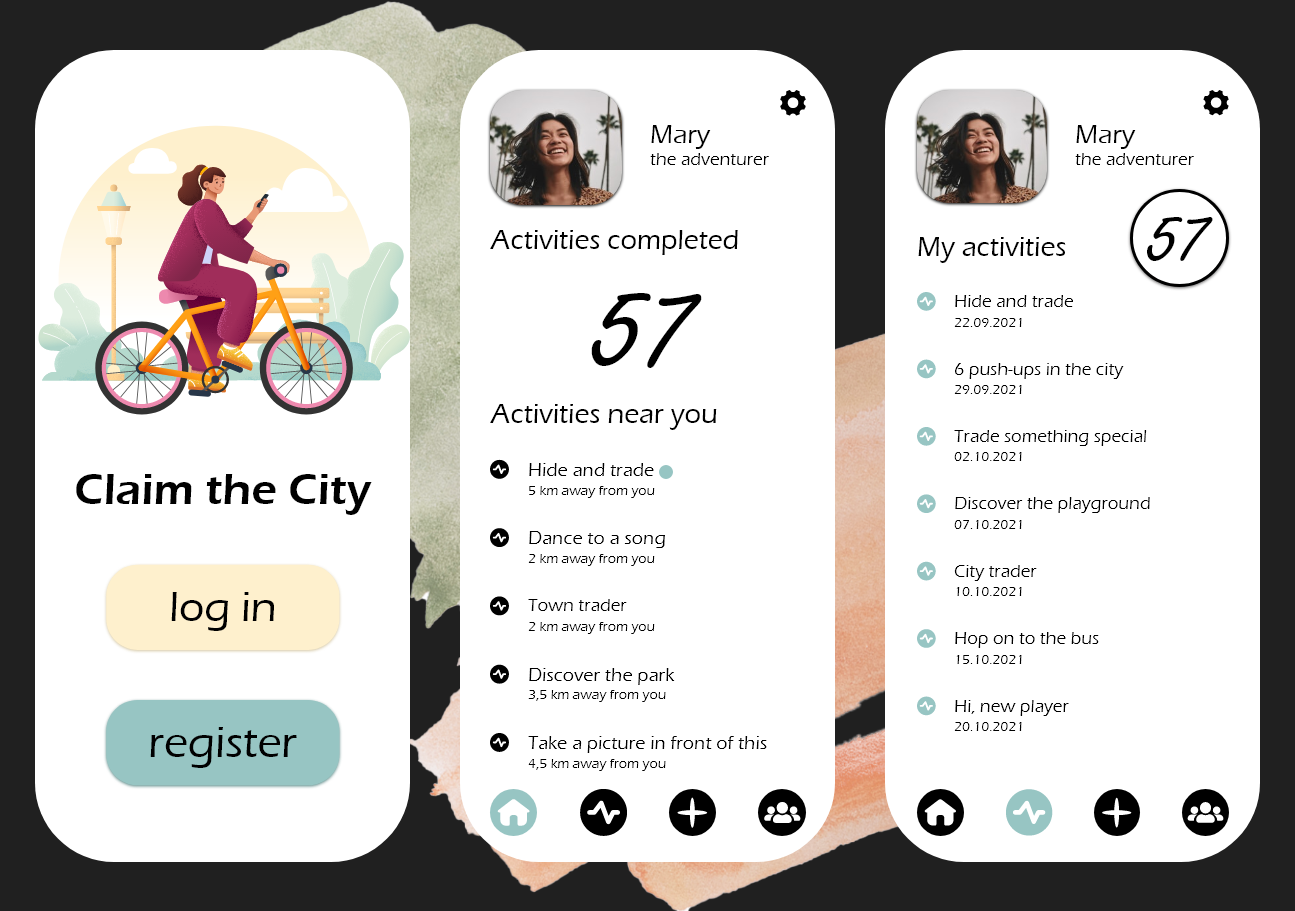 Claim the City
log in
register
Mary
the adventurer
Activities completed
57
Activities near you
Hide and trade
5 km away from you
Dance to a song
2 km away from you
Town trader
2 km away from you
Discover the park
3,5 km away from you
Take a picture in front of this
4,5 km away from you
Mary
the adventurer
57
My activities
Hide and trade
22.09.2021
6 push-ups in the city
29.09.2021
Trade something special
02.10.2021
Discover the playground
07.10.2021
City trader
10.10.2021
Hop on to the bus
15.10.2021
Hi, new player
20.10.2021